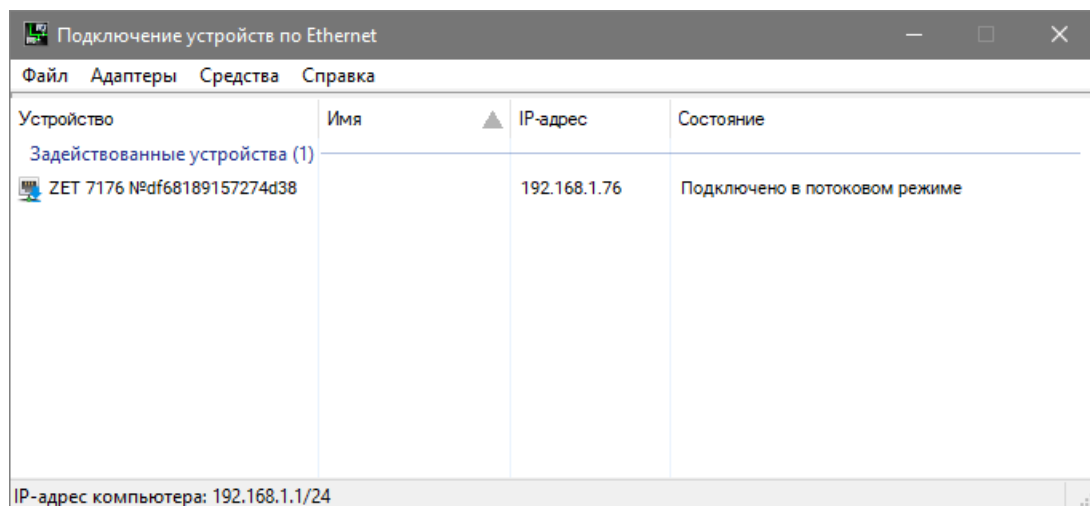 Подключение устройств по Ethernet
Файл Адаптеры Средства Справка
Устройство Имя IP-адрес Состояние
Задействованные устройства (1)
ZET 7176 №df68189157274d38 192.168.1.76 Подключено в потоковом режиме
IP-адрес компьютера: 192.168.1.1/24